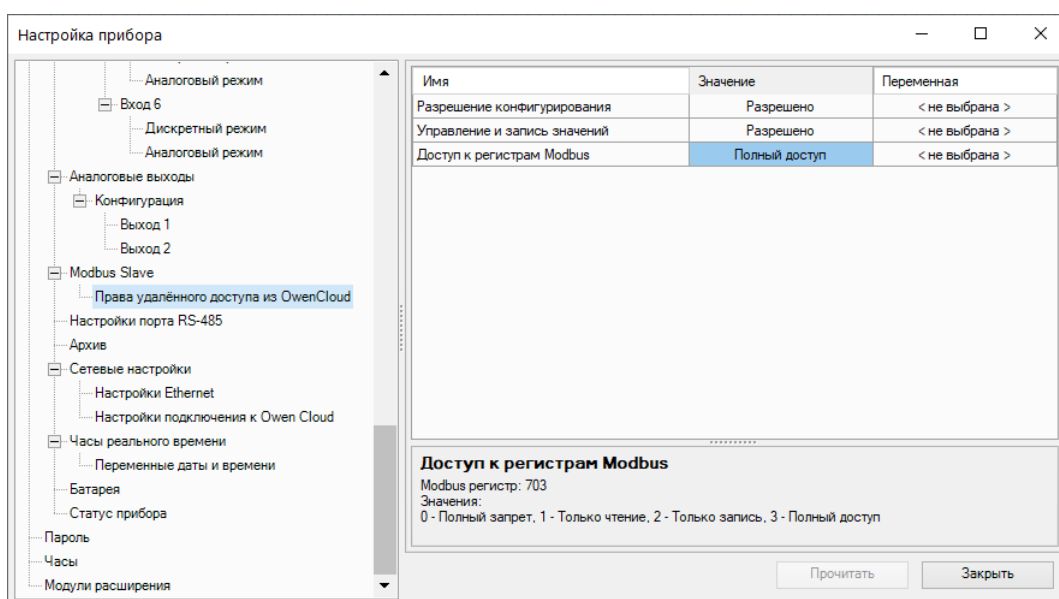 Настройка прибора
Аналоговый режим
Вход 6
Дискретный режим
Аналоговый режим
Аналоговые выходы
Конфигурация
Выход 1
Выход 2
Modbus Slave
Права удалённого доступа из OwenCloud
Настройки порта RS-485
Архив
Сетевые настройки
Настройки Ethernet
Настройки подключения к Owen Cloud
Часы реального времени
Переменные даты и времени
Батарея
Статус прибора
Пароль
Часы
Модули расширения
Имя Значение Переменная
Разрешение конфигурирования Разрешено < не выбрана >
Управление и запись значений Разрешено < не выбрана >
Доступ к регистрам Modbus Полный доступ < не выбрана >
Доступ к регистрам Modbus
Modbus регистр: 703
Значения:
0 - Полный запрет, 1 - Только чтение, 2 - Только запись, 3 - Полный доступ
Прочитать Закрыть